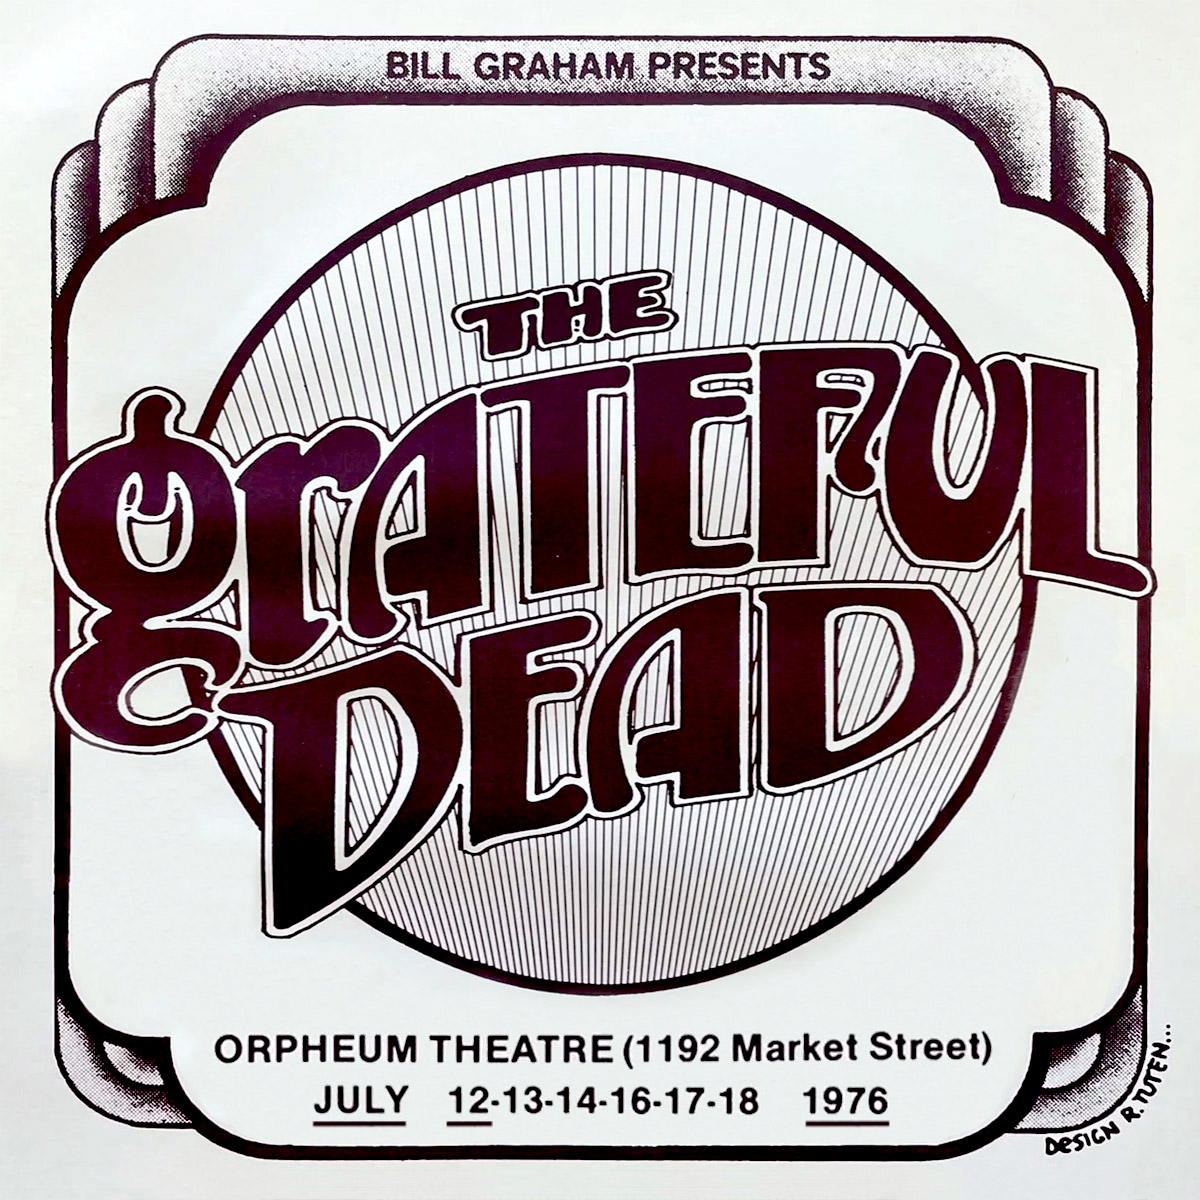 BILL GRAHAM PRESENTS
THE
grATEFUL
DEAD
ORPHEUM THEATRE (1192 Market Street)
JULY 12-13-14-16-17-18 1976
DESIGN R. TUTEN...